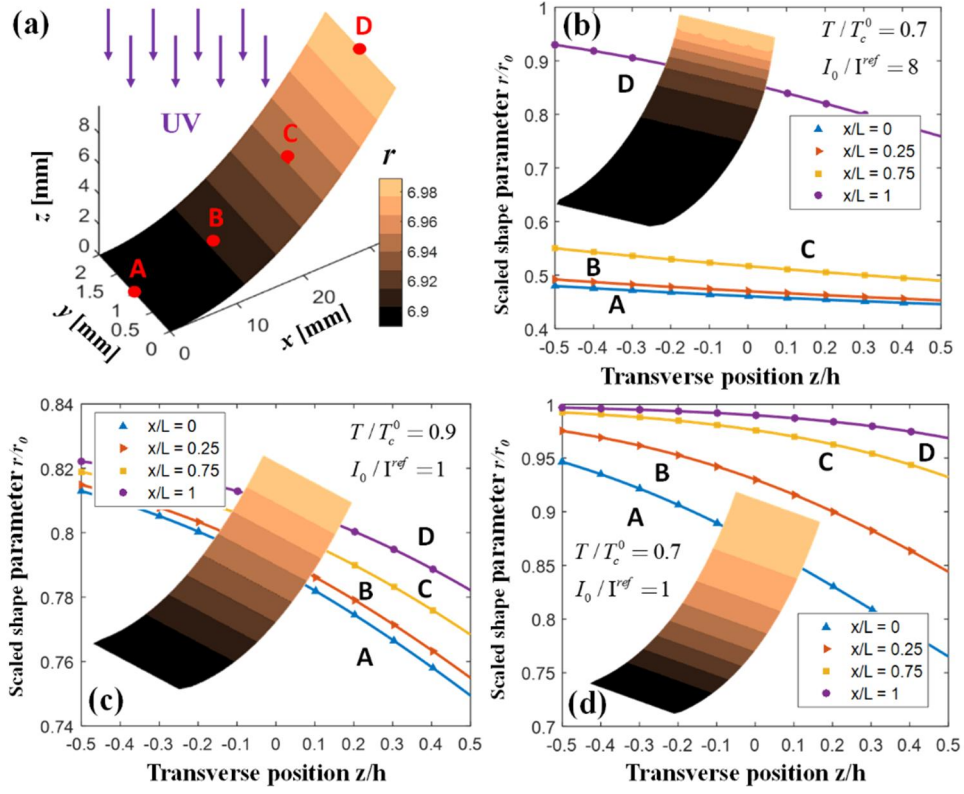 (a)
UV
D
C
B
A
r
6.98
6.96
6.94
6.92
6.9
z [mm]
8
6
4
2
0
y [mm]
2
1.5
1
0.5
0
x [mm]
0
10
20
(b)
T/T_c^0 = 0.7
I_0/I^ref = 8
Scaled shape parameter r/r_0
1
0.9
0.8
0.7
0.6
0.5
0.4
D
C
B
A
x/L = 0
x/L = 0.25
x/L = 0.75
x/L = 1
-0.5 -0.4 -0.3 -0.2 -0.1 0 0.1 0.2 0.3 0.4 0.5
Transverse position z/h
(c)
T/T_c^0 = 0.9
I_0/I^ref = 1
Scaled shape parameter r/r_0
0.84
0.82
0.8
0.78
0.76
0.74
x/L = 0
x/L = 0.25
x/L = 0.75
x/L = 1
D
C
B
A
-0.5 -0.4 -0.3 -0.2 -0.1 0 0.1 0.2 0.3 0.4 0.5
Transverse position z/h
(d)
T/T_c^0 = 0.7
I_0/I^ref = 1
Scaled shape parameter r/r_0
1
0.95
0.9
0.85
0.8
0.75
0.7
D
C
B
A
x/L = 0
x/L = 0.25
x/L = 0.75
x/L = 1
-0.5 -0.4 -0.3 -0.2 -0.1 0 0.1 0.2 0.3 0.4 0.5
Transverse position z/h